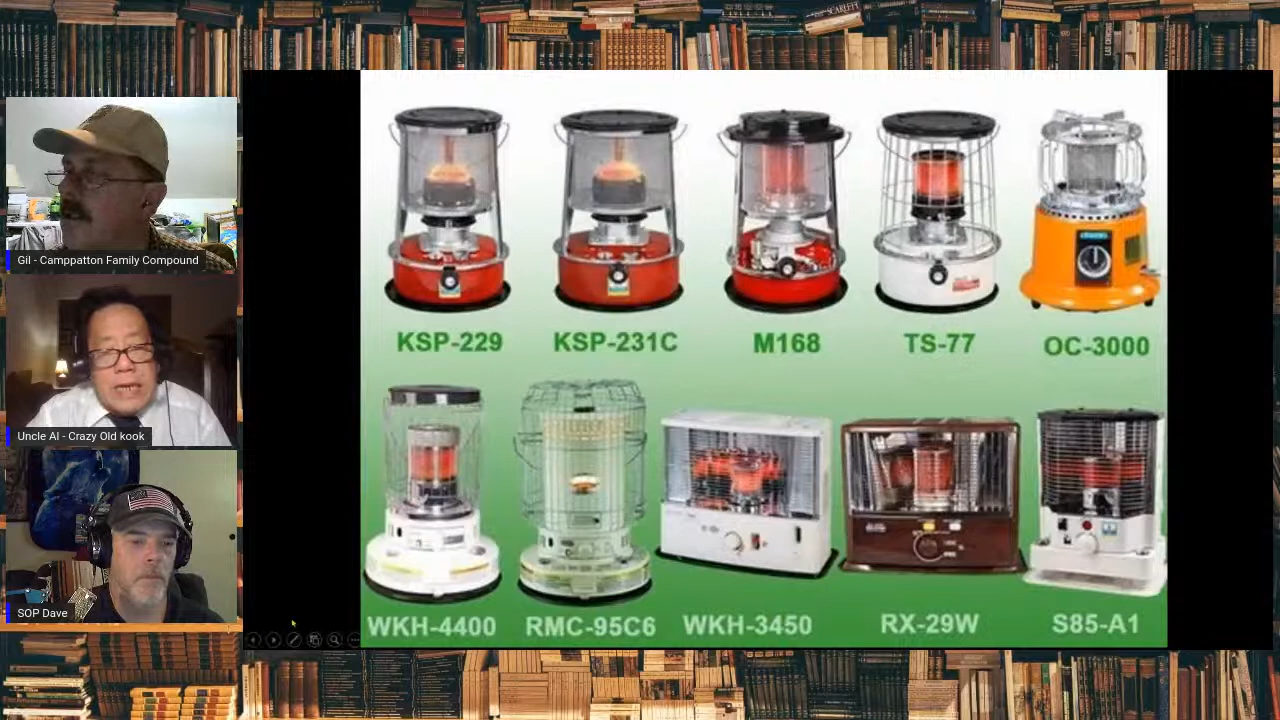 Gil - Camppatton Family Compound
Uncle Al - Crazy Old kook
SOP Dave
KSP-229 KSP-231C M168 TS-77 OC-3000
WKH-4400 RMC-95C6 WKH-3450 RX-29W S85-A1